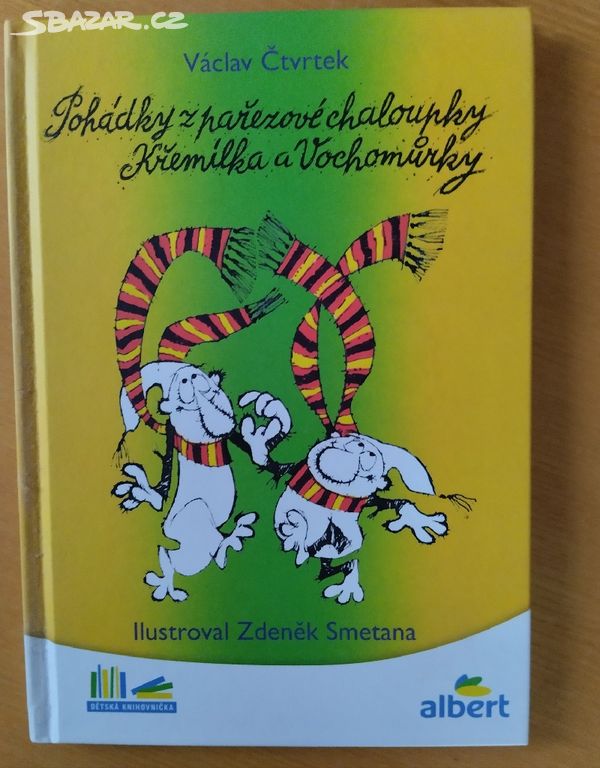 SBAZAR.CZ
Václav Čtvrtek
Pohádky z pařezové chaloupky
Křemílka a Vochomůrky
Ilustroval Zdeněk Smetana
DĚTSKÁ KNIHOVNIČKA
albert